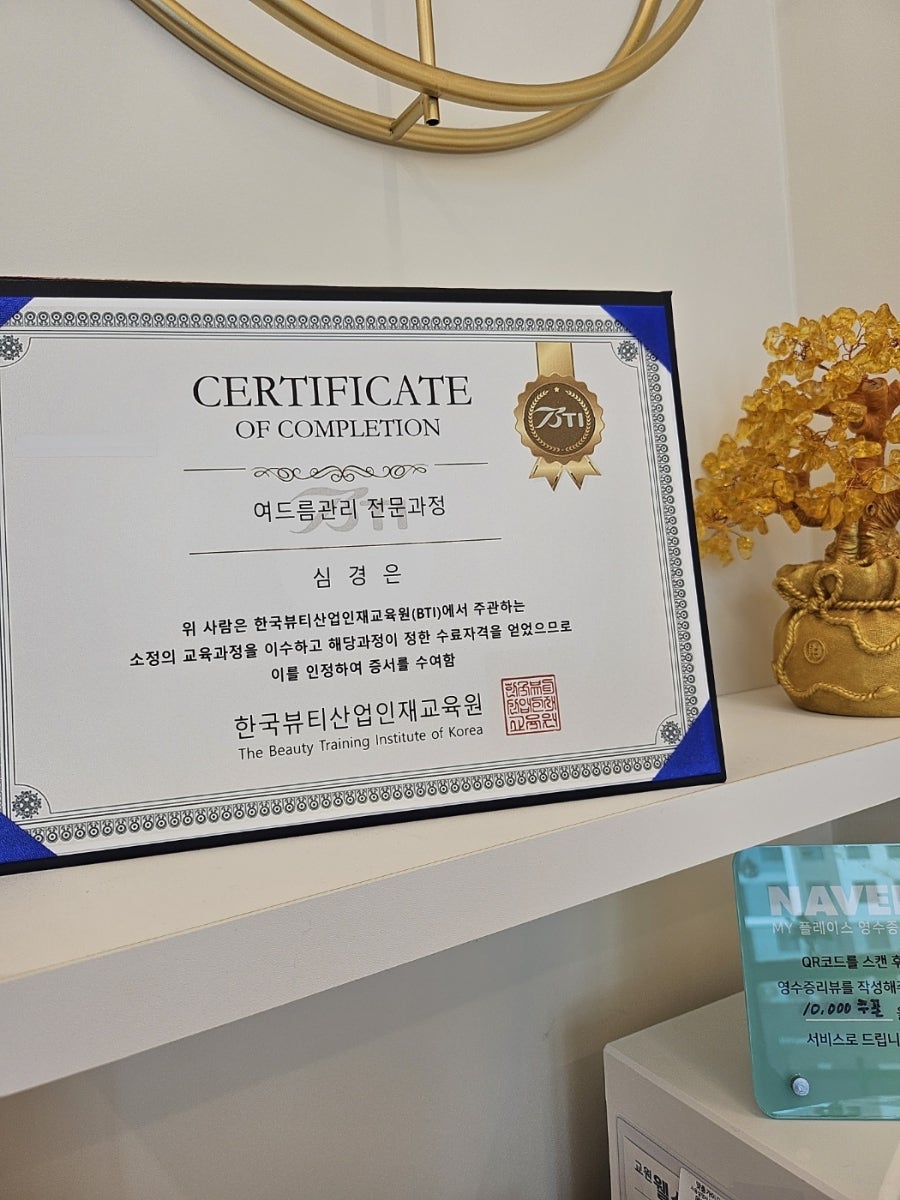 CERTIFICATE
OF COMPLETION
BTI
여드름관리 전문과정
심 경 은
위 사람은 한국뷰티산업인재교육원(BTI)에서 주관하는
소정의 교육과정을 이수하고 해당과정이 정한 수료자격을 얻었으므로
이를 인정하여 증서를 수여함
한국뷰티산업인재교육원
The Beauty Training Institute of Korea
NAVE
MY 플레이스 영수증
QR코드를 스캔 후
영수증리뷰를 작성해주
10,000 쿠폰
서비스로 드립니
교원